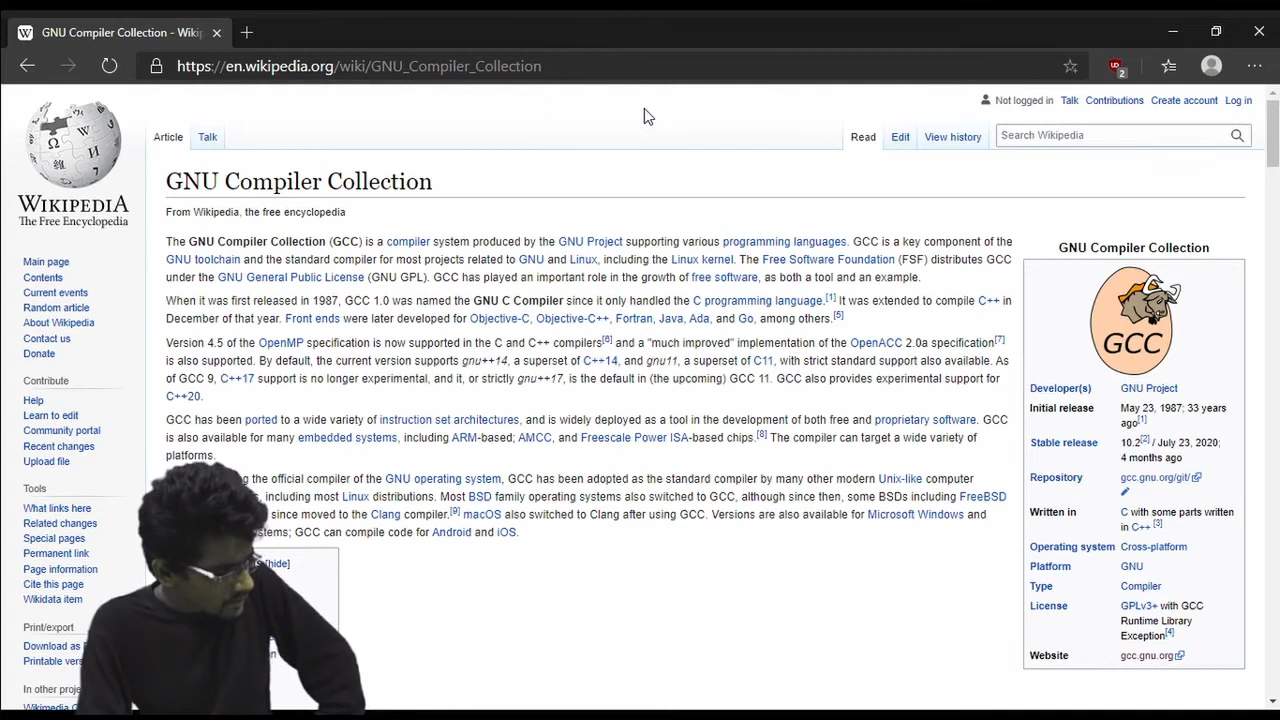 GNU Compiler Collection - Wiki
https://en.wikipedia.org/wiki/GNU_Compiler_Collection
2
Not logged in Talk Contributions Create account Log in
Article Talk Read Edit View history Search Wikipedia
WIKIPEDIA
The Free Encyclopedia
Main page
Contents
Current events
Random article
About Wikipedia
Contact us
Donate
Contribute
Help
Learn to edit
Community portal
Recent changes
Upload file
Tools
What links here
Related changes
Special pages
Permanent link
Page information
Cite this page
Wikidata item
Print/export
Download as
Printable
In other
GNU Compiler Collection
From Wikipedia, the free encyclopedia
The GNU Compiler Collection (GCC) is a compiler system produced by the GNU Project supporting various programming languages. GCC is a key component of the
GNU toolchain and the standard compiler for most projects related to GNU and Linux, including the Linux kernel. The Free Software Foundation (FSF) distributes GCC
under the GNU General Public License (GNU GPL). GCC has played an important role in the growth of free software, as both a tool and an example.
When it was first released in 1987, GCC 1.0 was named the GNU C Compiler since it only handled the C programming language.[1] It was extended to compile C++ in
December of that year. Front ends were later developed for Objective-C, Objective-C++, Fortran, Java, Ada, and Go, among others.[5]
Version 4.5 of the OpenMP specification is now supported in the C and C++ compilers[6] and a "much improved" implementation of the OpenACC 2.0a specification[7]
is also supported. By default, the current version supports gnu++14, a superset of C++14, and gnu11, a superset of C11, with strict standard support also available. As
of GCC 9, C++17 support is no longer experimental, and it, or strictly gnu++17, is the default in (the upcoming) GCC 11. GCC also provides experimental support for
C++20.
GCC has been ported to a wide variety of instruction set architectures, and is widely deployed as a tool in the development of both free and proprietary software. GCC
is also available for many embedded systems, including ARM-based; AMCC, and Freescale Power ISA-based chips.[8] The compiler can target a wide variety of
platforms.
the official compiler of the GNU operating system, GCC has been adopted as the standard compiler by many other modern Unix-like computer
, including most Linux distributions. Most BSD family operating systems also switched to GCC, although since then, some BSDs including FreeBSD
since moved to the Clang compiler.[9] macOS also switched to Clang after using GCC. Versions are also available for Microsoft Windows and
; GCC can compile code for Android and iOS.
[hide]
GNU Compiler Collection
GCC
Developer(s) GNU Project
Initial release May 23, 1987; 33 years
ago[1]
Stable release 10.2[2] / July 23, 2020;
4 months ago
Repository gcc.gnu.org/git/
Written in C with some parts written
in C++ [3]
Operating system Cross-platform
Platform GNU
Type Compiler
License GPLv3+ with GCC
Runtime Library
Exception[4]
Website gcc.gnu.org